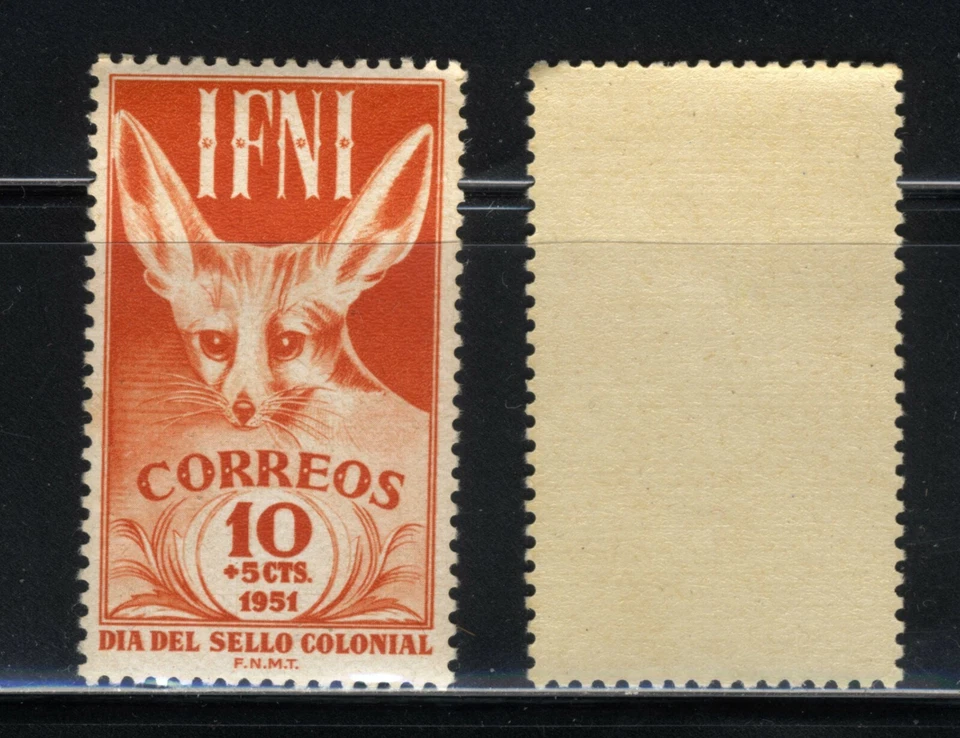 IFNI
CORREOS
10
+5 CTS.
1951
DIA DEL SELLO COLONIAL
F.N.M.T.